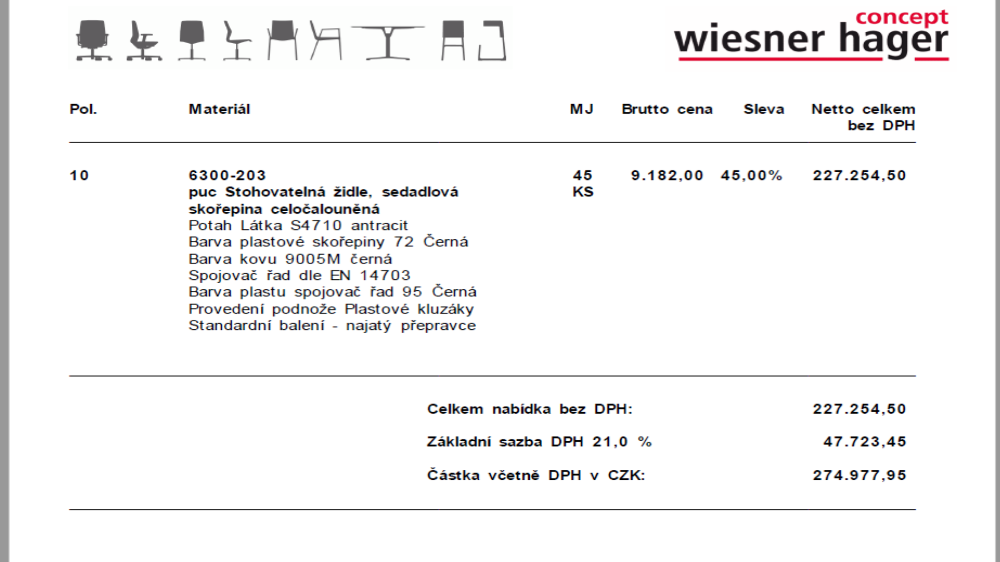 concept
wiesner hager
Pol. Materiál MJ Brutto cena Sleva Netto celkem
bez DPH
10 6300-203 45 9.182,00 45,00% 227.254,50
puc Stohovatelná židle, sedadlová KS
skořepina celočalouněná
Potah Látka S4710 antracit
Barva plastové skořepiny 72 Černá
Barva kovu 9005M černá
Spojovač řad dle EN 14703
Barva plastu spojovač řad 95 Černá
Provedení podnože Plastové kluzáky
Standardní balení - najatý přepravce
Celkem nabídka bez DPH: 227.254,50
Základní sazba DPH 21,0 % 47.723,45
Částka včetně DPH v CZK: 274.977,95